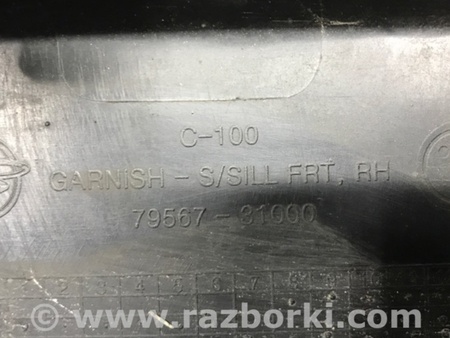 C-100
GARNISH - S/SILL FRT, RH
79567-31000
www.razborki.com